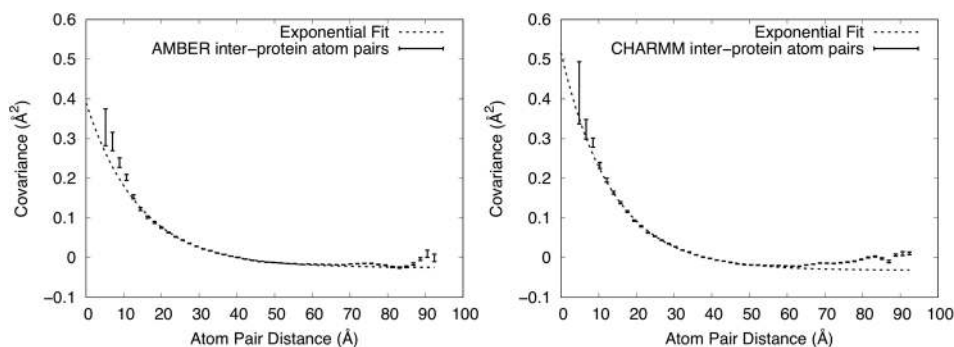 0.6
0.5
0.4
0.3
0.2
0.1
0
−0.1
Covariance (Å²)
Exponential Fit
AMBER inter−protein atom pairs
0 10 20 30 40 50 60 70 80 90 100
Atom Pair Distance (Å)
0.6
0.5
0.4
0.3
0.2
0.1
0
−0.1
Covariance (Å²)
Exponential Fit
CHARMM inter−protein atom pairs
0 10 20 30 40 50 60 70 80 90 100
Atom Pair Distance (Å)